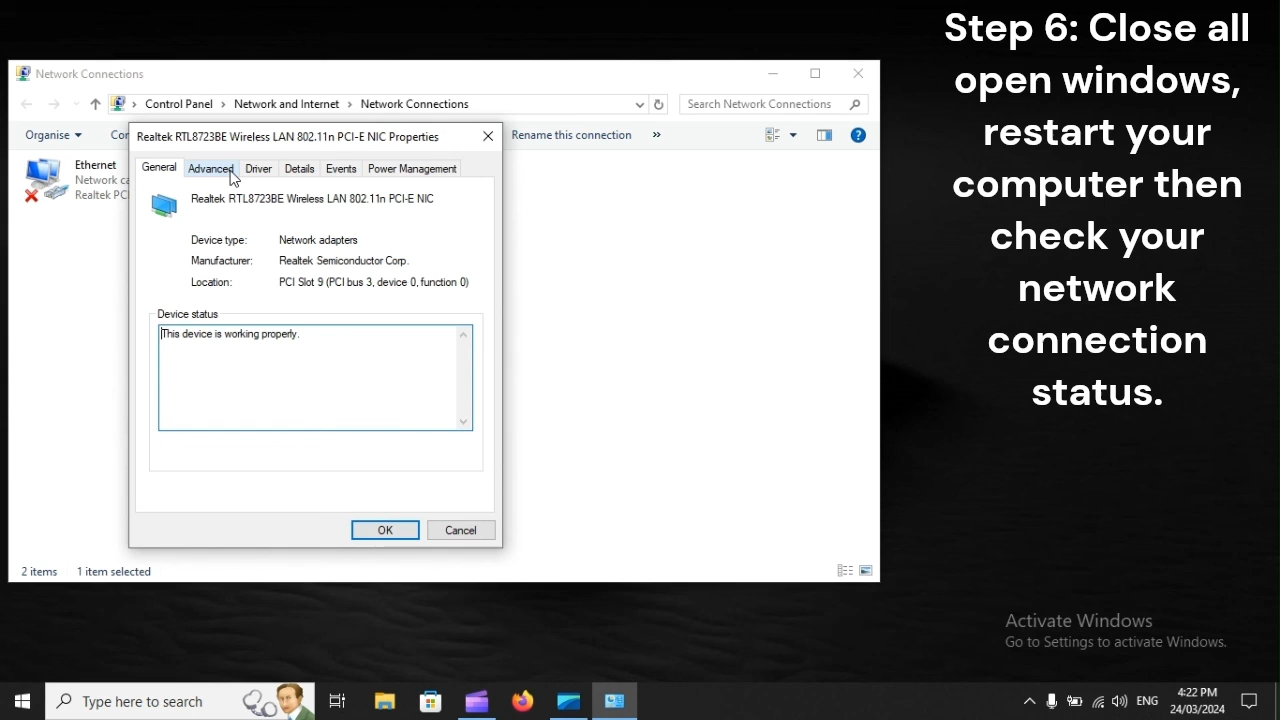 Step 6: Close all
open windows,
restart your
computer then
check your
network
connection
status.
Network Connections
Control Panel > Network and Internet > Network Connections
Search Network Connections
Organise
Rename this connection
»
Ethernet
Realtek PCI
Realtek RTL8723BE Wireless LAN 802.11n PCI-E NIC Properties
General Advanced Driver Details Events Power Management
Realtek RTL8723BE Wireless LAN 802.11n PCI-E NIC
Device type: Network adapters
Manufacturer: Realtek Semiconductor Corp.
Location: PCI Slot 9 (PCI bus 3, device 0, function 0)
Device status
This device is working properly.
OK Cancel
2 items 1 item selected
Activate Windows
Go to Settings to activate Windows.
Type here to search
ENG
4:22 PM
24/03/2024